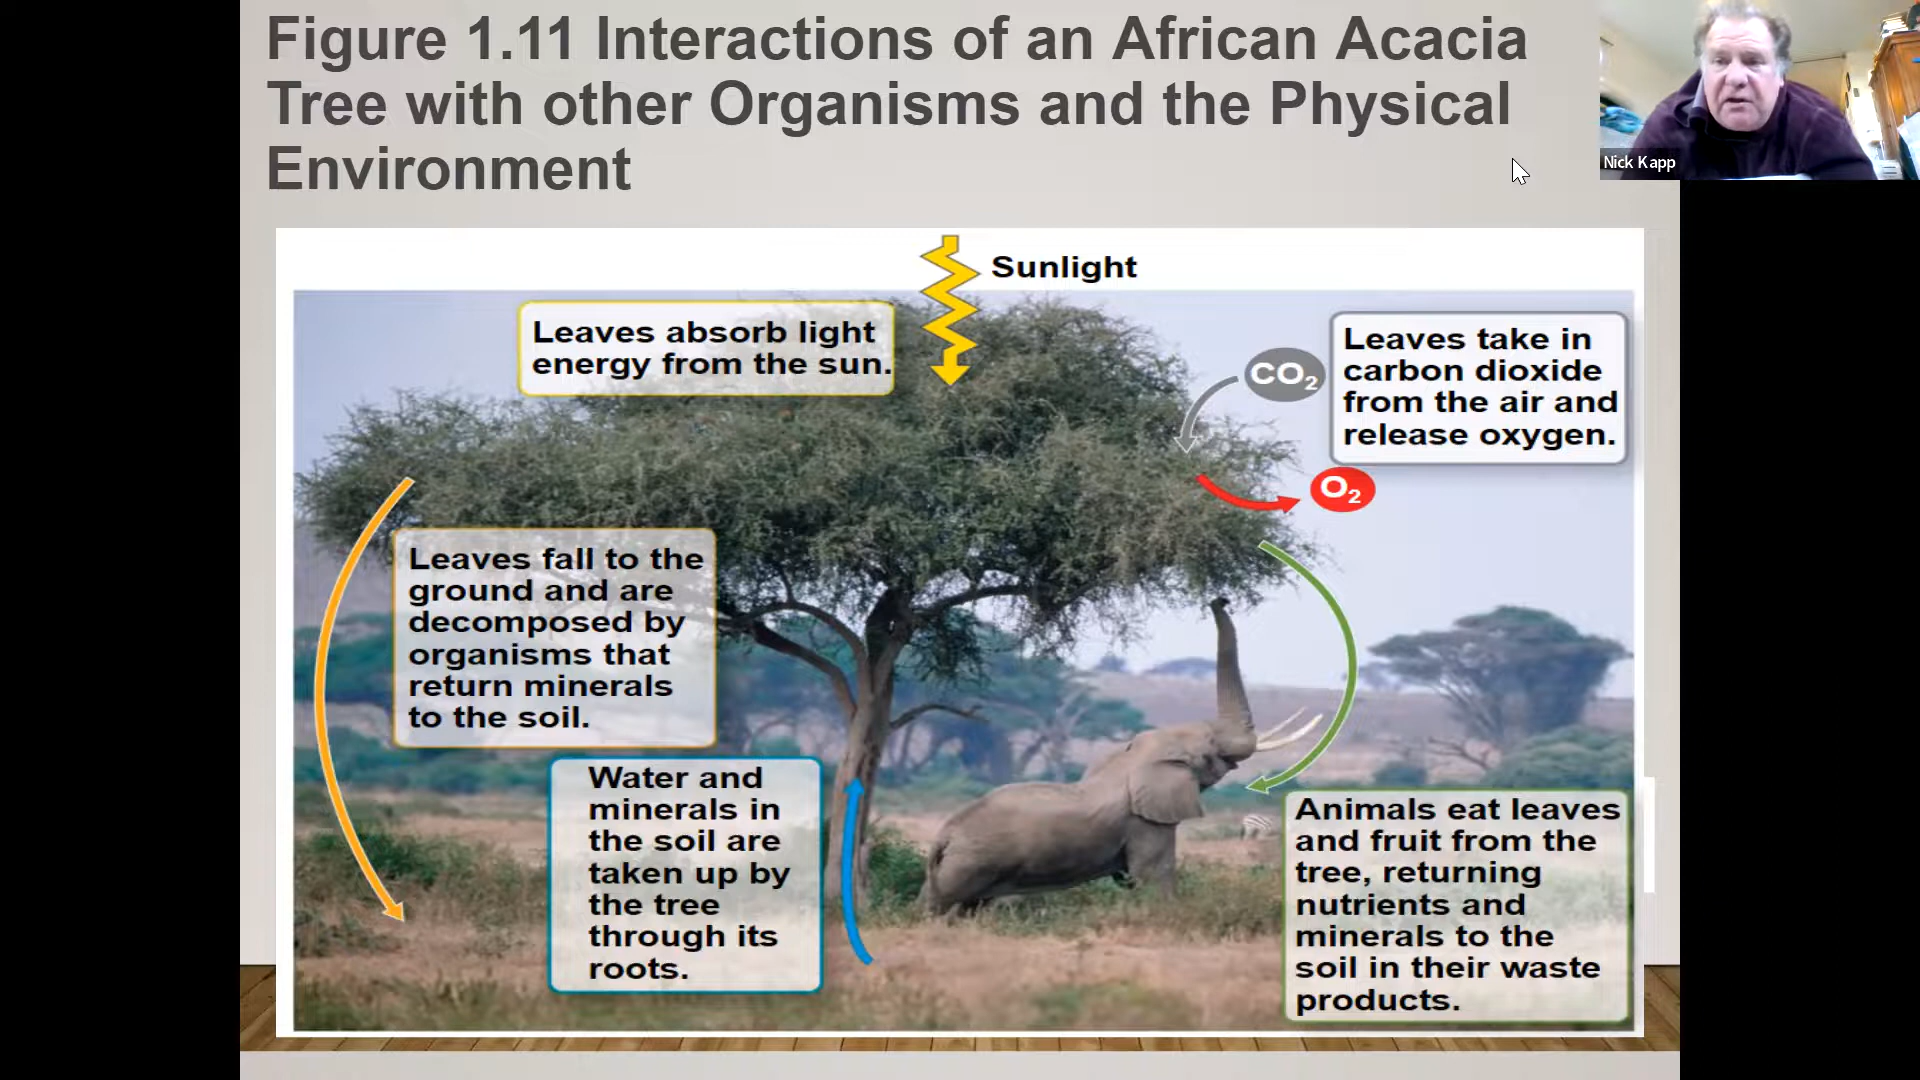 Figure 1.11 Interactions of an African Acacia
Tree with other Organisms and the Physical
Environment
Nick Kapp
Sunlight
Leaves absorb light
energy from the sun.
CO₂
Leaves take in
carbon dioxide
from the air and
release oxygen.
O₂
Leaves fall to the
ground and are
decomposed by
organisms that
return minerals
to the soil.
Water and
minerals in
the soil are
taken up by
the tree
through its
roots.
Animals eat leaves
and fruit from the
tree, returning
nutrients and
minerals to the
soil in their waste
products.